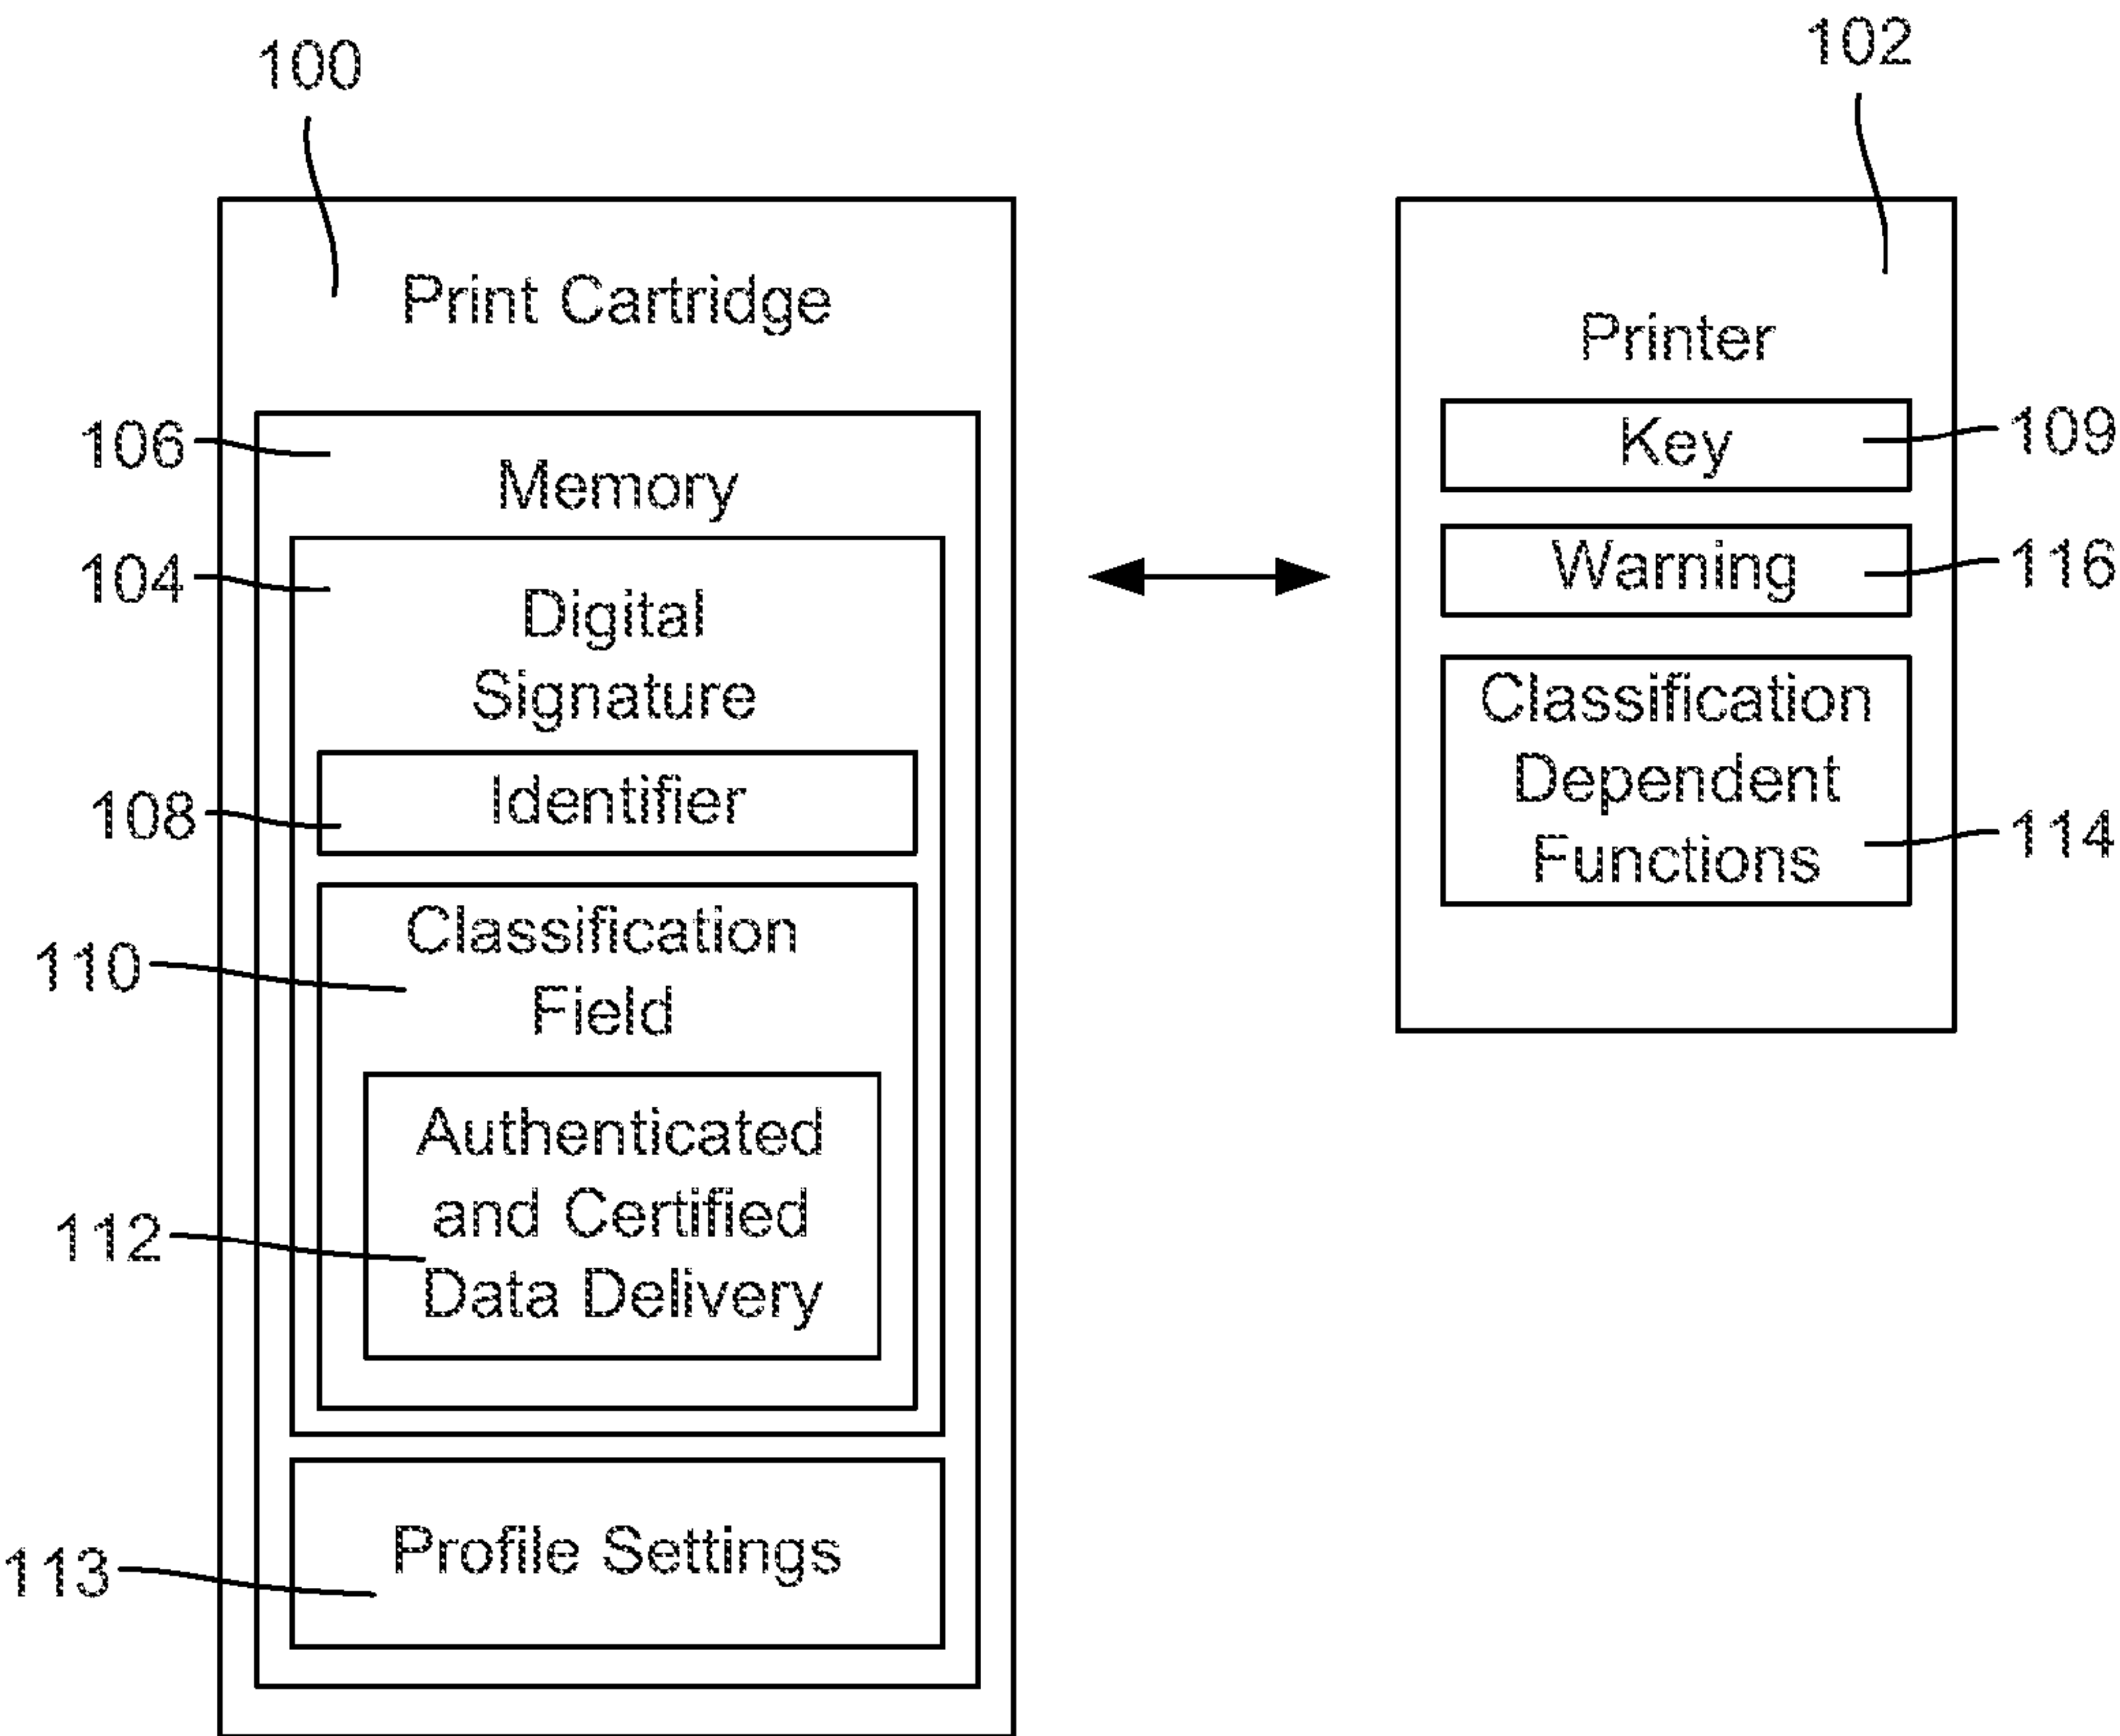 100
Print Cartridge
106
Memory
104
Digital
Signature
108
Identifier
110
Classification
Field
112
Authenticated
and Certified
Data Delivery
113
Profile Settings
102
Printer
Key
109
Warning
116
Classification
Dependent
Functions
114